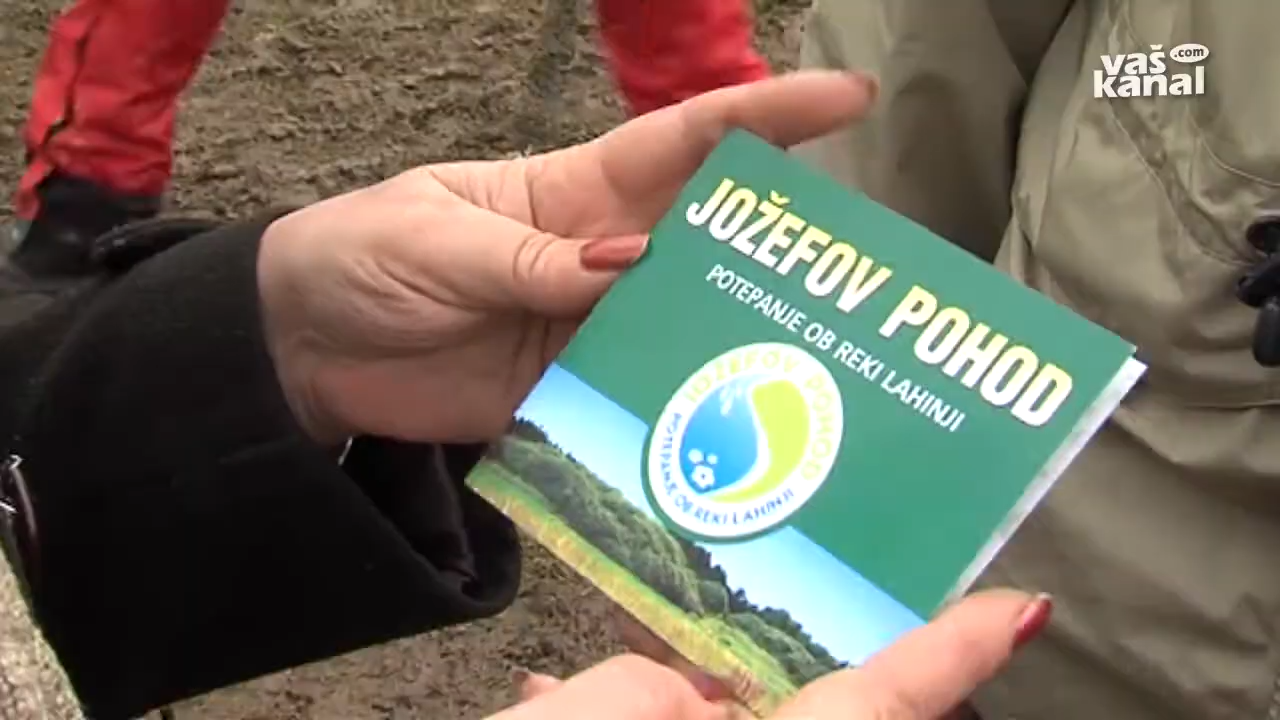 vaš
kanal
.com
JOŽEFOV POHOD
POTEPANJE OB REKI LAHINJI
JOŽEFOV POHOD
POTEPANJE OB REKI LAHINJI